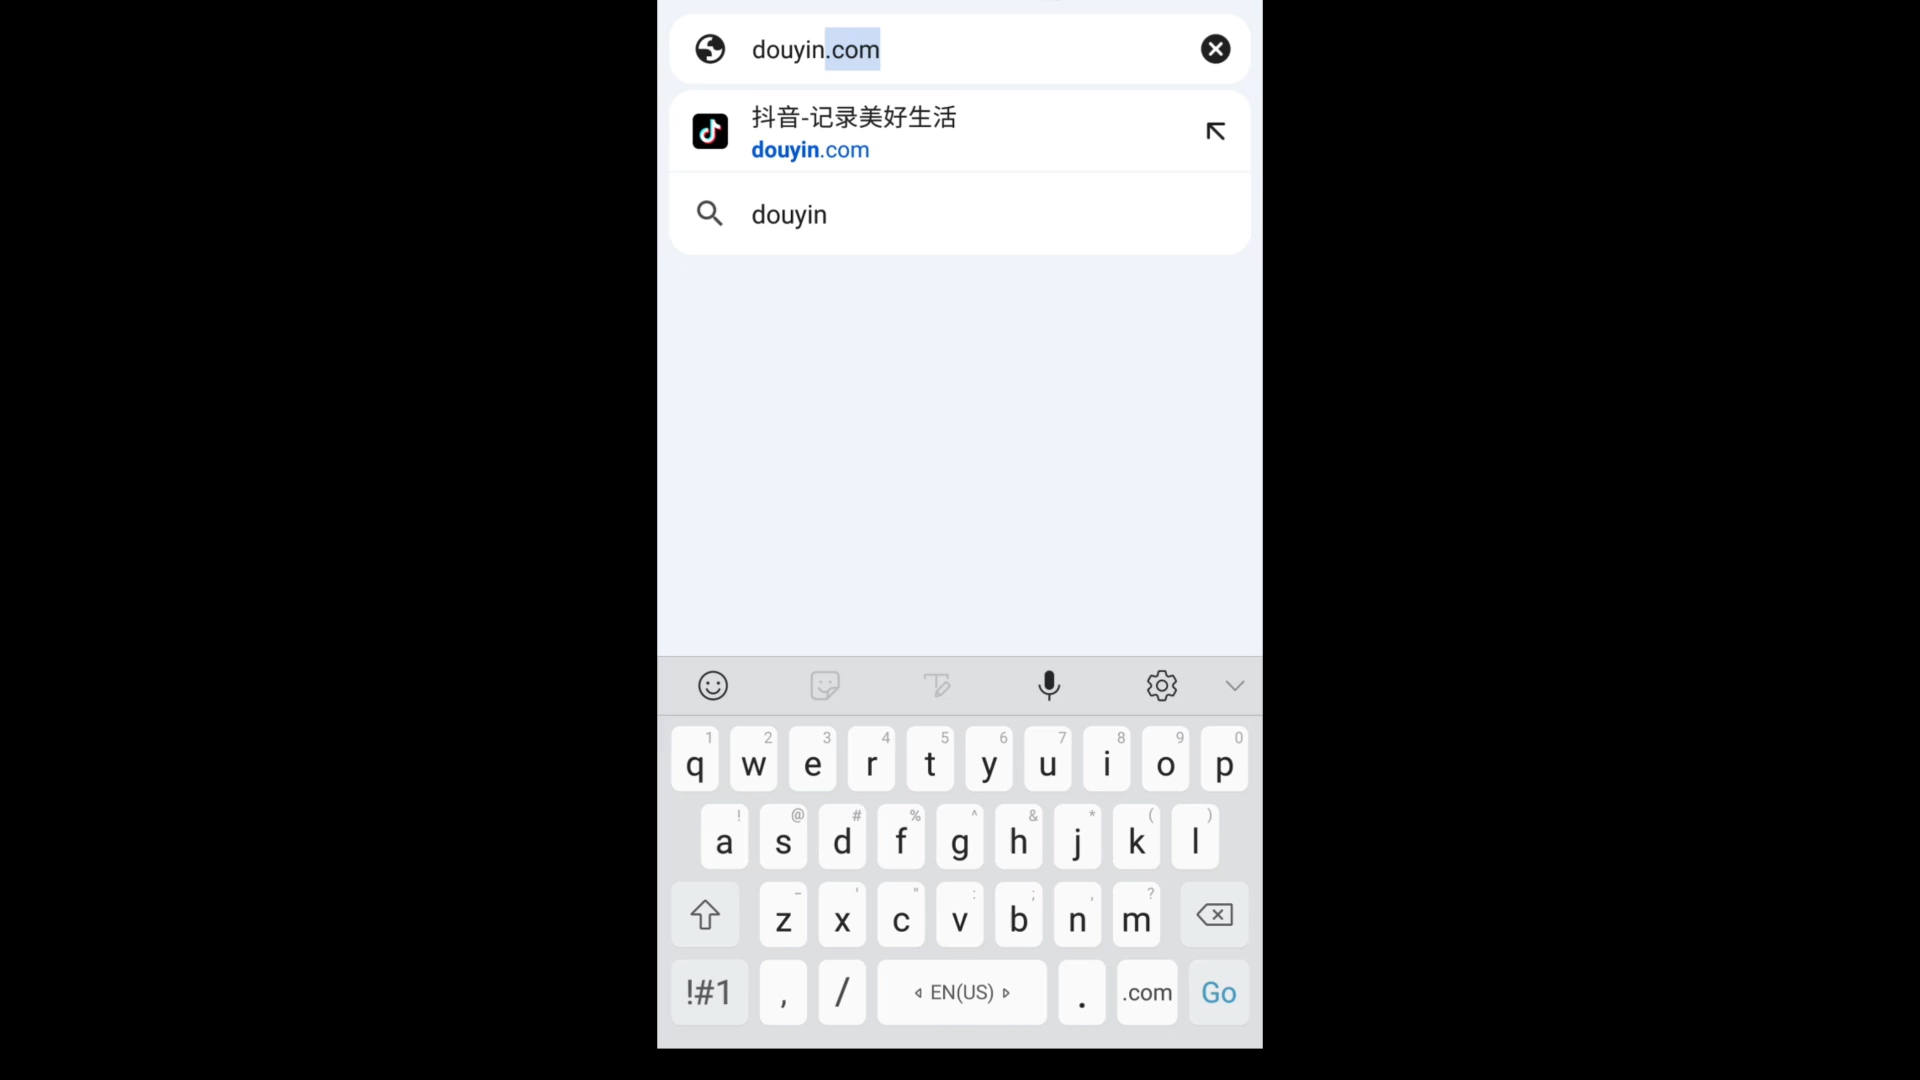 douyin.com
抖音-记录美好生活
douyin.com
douyin
1 2 3 4 5 6 7 8 9 0
q w e r t y u i o p
! @ # % ^ & * ( )
a s d f g h j k l
- ' " : ; , ?
z x c v b n m
!#1 , / EN(US) . .com Go